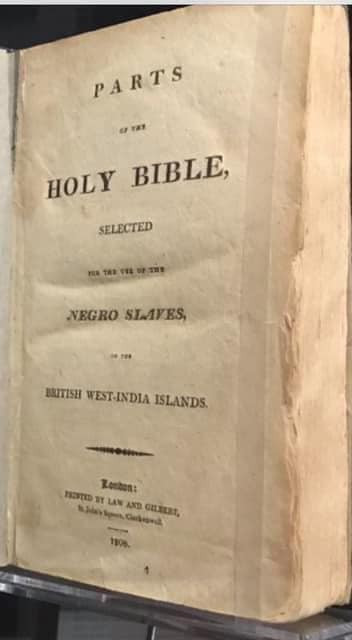 PARTS
OF THE
HOLY BIBLE,
SELECTED
FOR THE USE OF THE
NEGRO SLAVES,
IN THE
BRITISH WEST-INDIA ISLANDS.
London:
PRINTED BY LAW AND GILBERT,
St. John's Square, Clerkenwell.